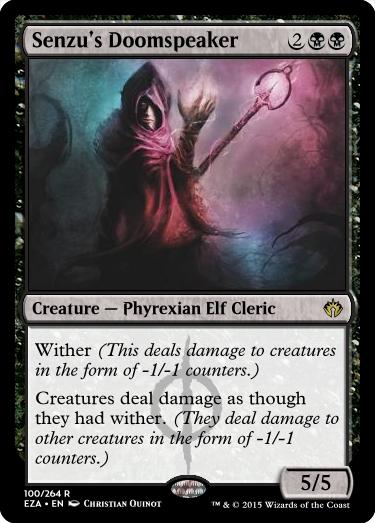 Senzu's Doomspeaker 2
Creature — Phyrexian Elf Cleric
Wither (This deals damage to creatures
in the form of -1/-1 counters.)
Creatures deal damage as though
they had wither. (They deal damage to
other creatures in the form of -1/-1
counters.)
5/5
100/264 R
EZA • EN Christian Quinot
™ & © 2015 Wizards of the Coast